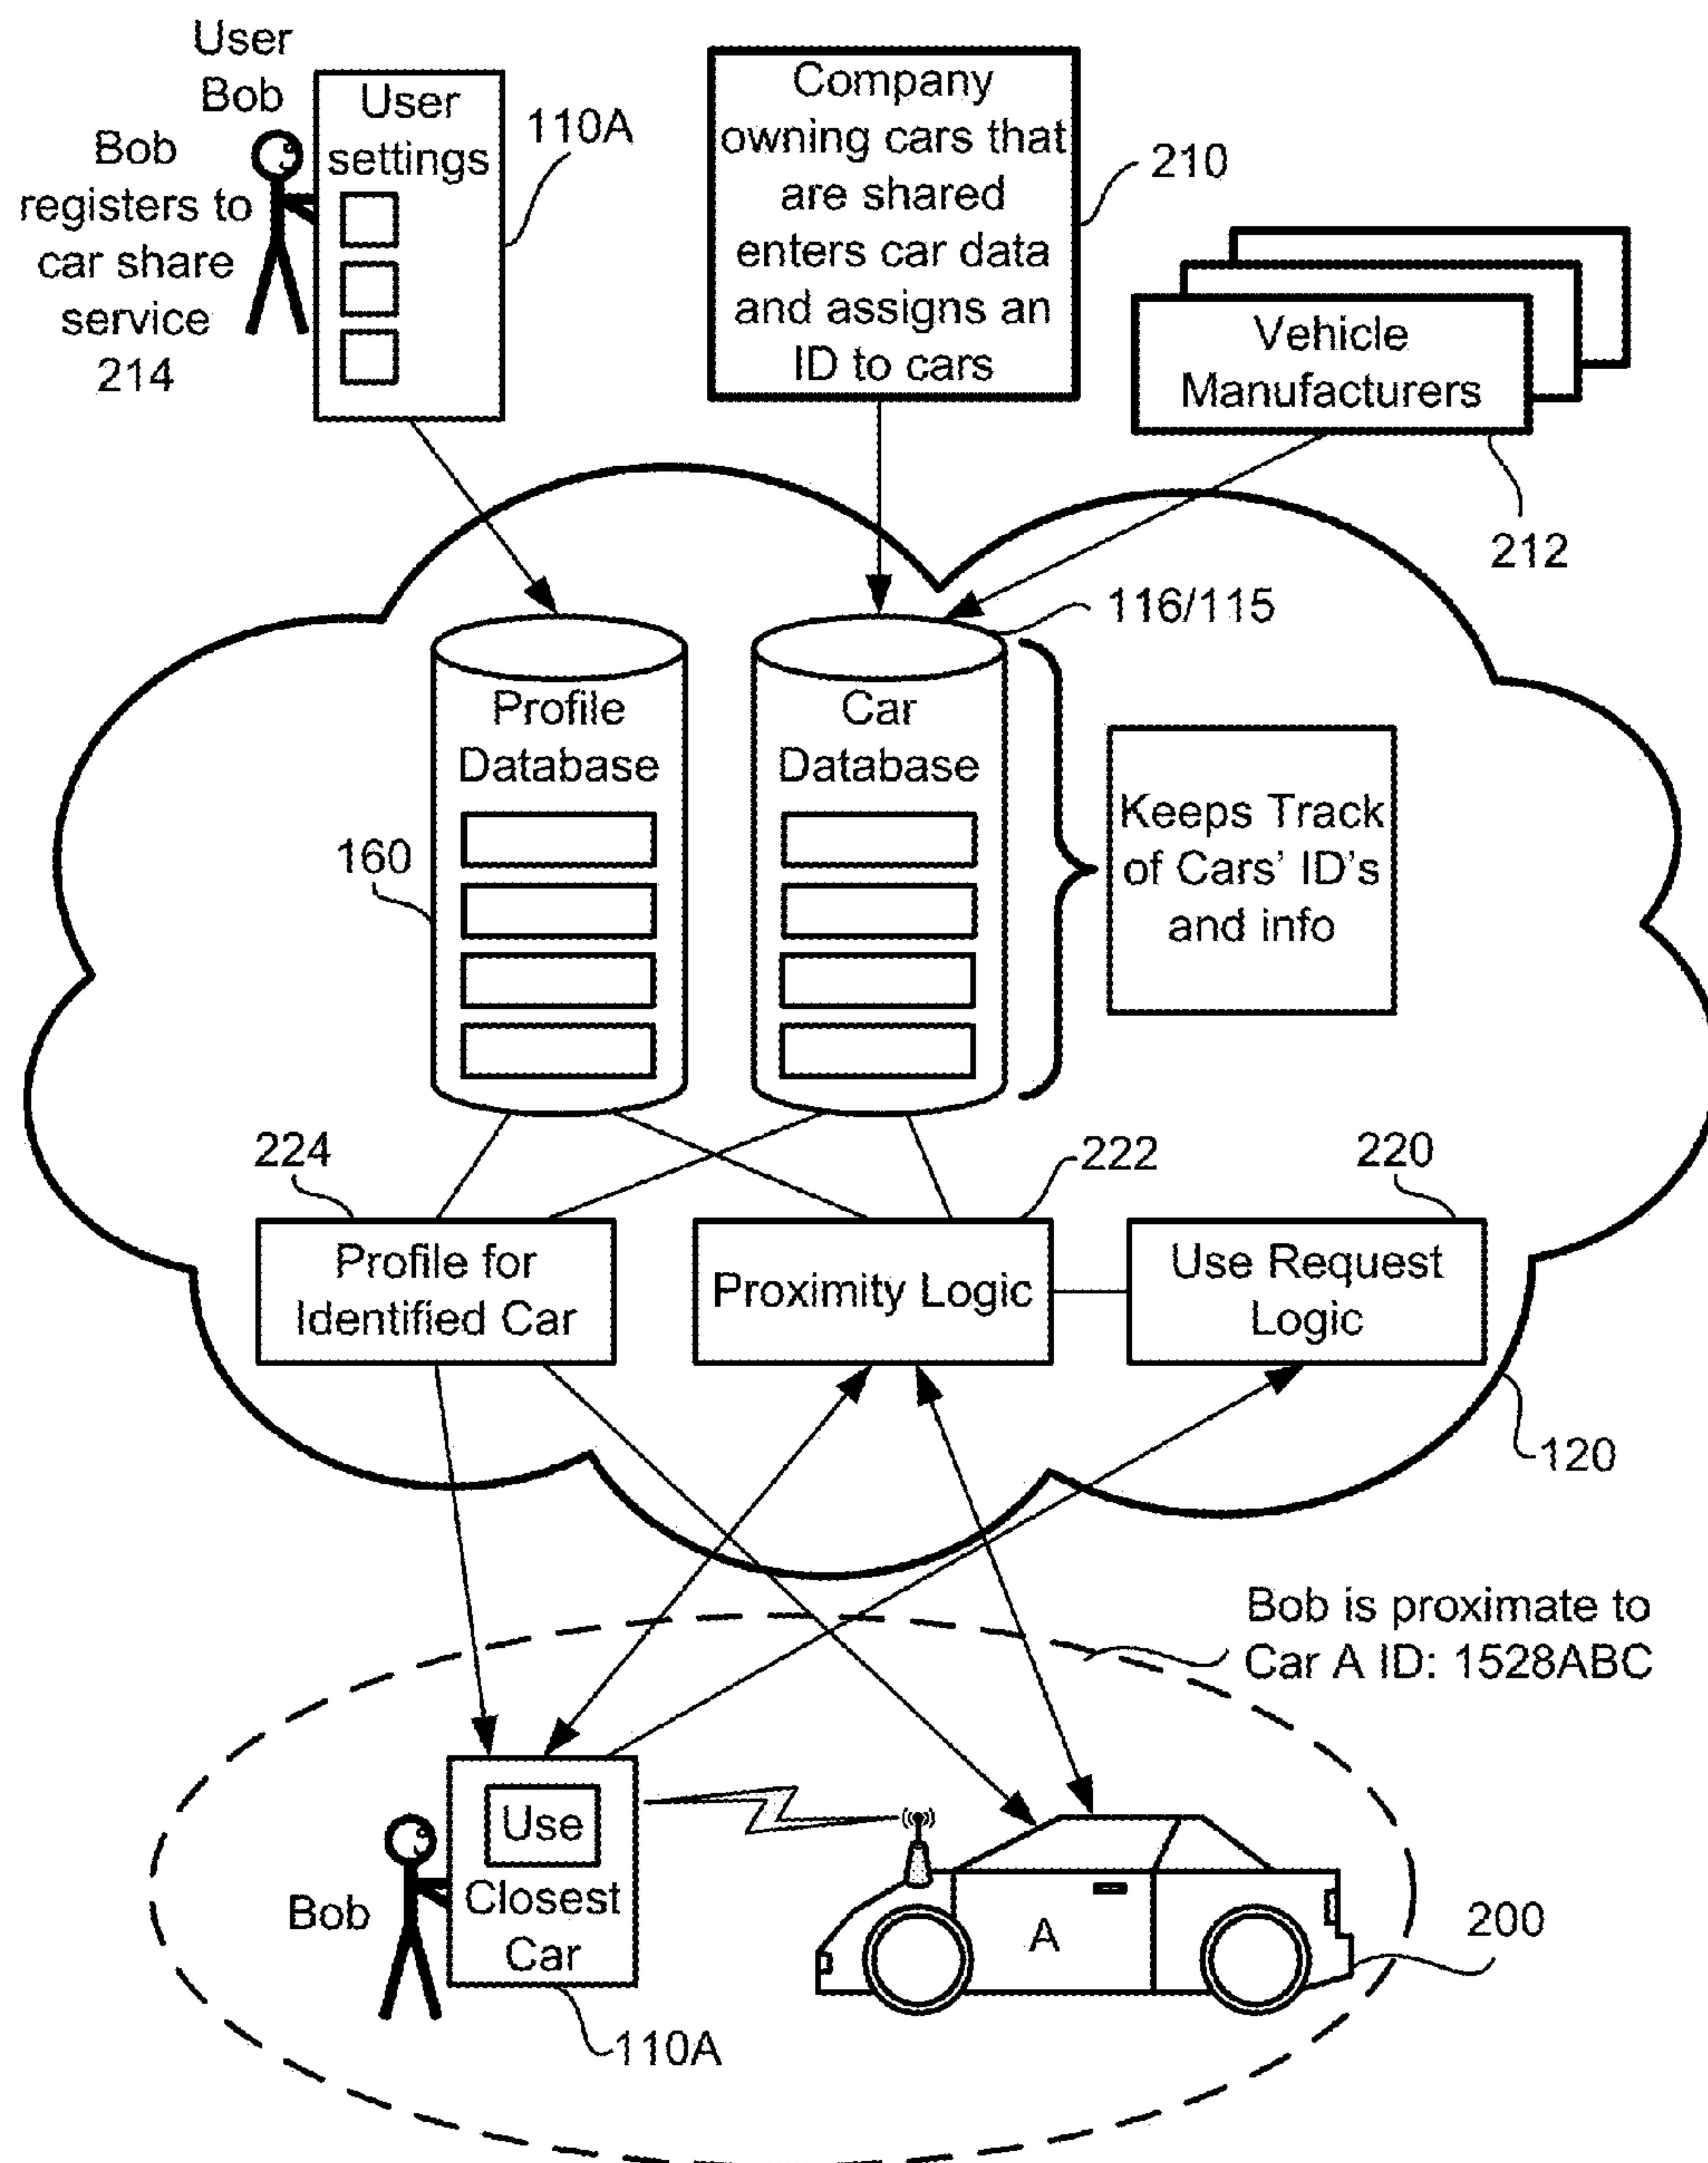 User
Bob
Bob
registers to
car share
service
214
User
settings
110A
Company
owning cars that
are shared
enters car data
and assigns an
ID to cars
210
Vehicle
Manufacturers
212
116/115
Profile
Database
160
Car
Database
Keeps Track
of Cars' ID's
and info
224
222
220
Profile for
Identified Car
Proximity Logic
Use Request
Logic
120
Bob is proximate to
Car A ID: 1528ABC
Use
Closest
Car
Bob
A
200
110A